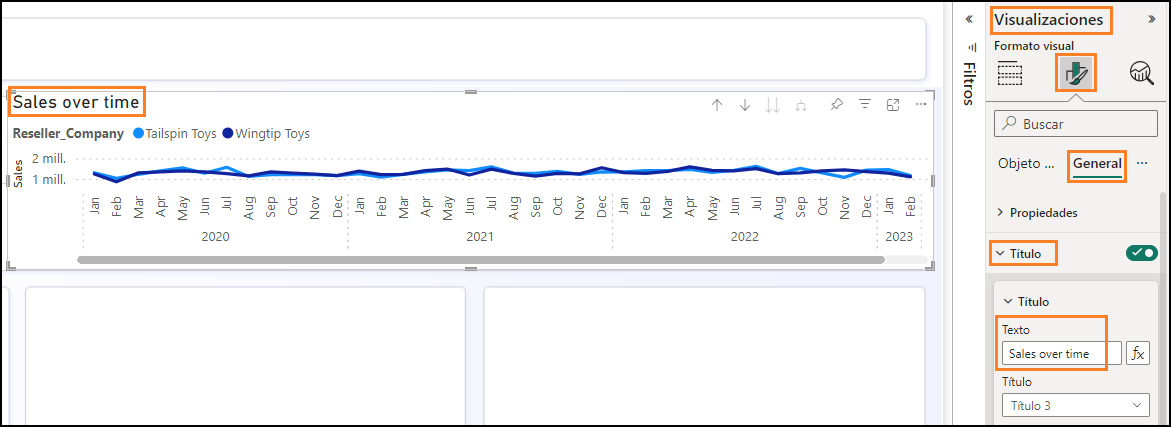 Sales over time
Reseller_Company Tailspin Toys Wingtip Toys
Sales
2 mill.
1 mill.
Jan Feb Mar Apr May Jun Jul Aug Sep Oct Nov Dec Jan Feb Mar Apr May Jun Jul Aug Sep Oct Nov Dec Jan Feb Mar Apr May Jun Jul Aug Sep Oct Nov Dec Jan Feb
2020 2021 2022 2023
Filtros
Visualizaciones
Formato visual
Buscar
Objeto ... General ...
Propiedades
Título
Título
Texto
Sales over time fx
Título
Título 3